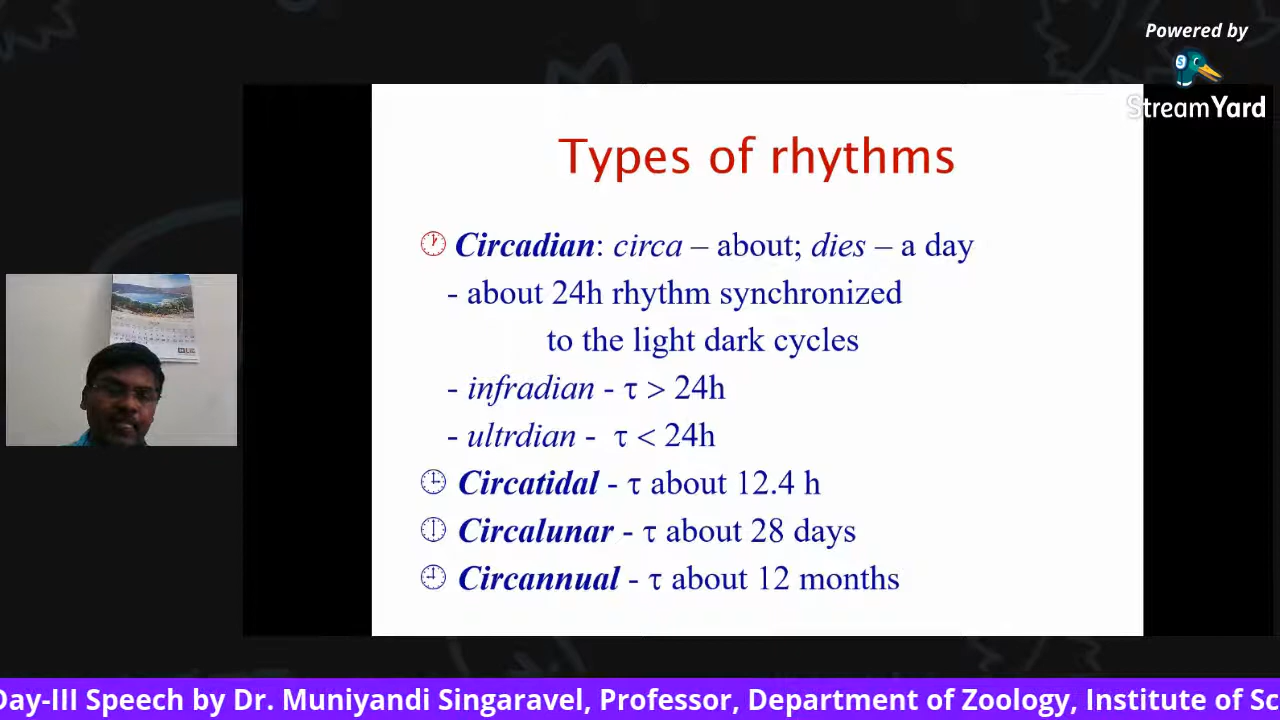 Powered by
StreamYard
Types of rhythms
Circadian: circa – about; dies – a day
- about 24h rhythm synchronized
to the light dark cycles
- infradian - τ > 24h
- ultrdian - τ < 24h
Circatidal - τ about 12.4 h
Circalunar - τ about 28 days
Circannual - τ about 12 months
Day-III Speech by Dr. Muniyandi Singaravel, Professor, Department of Zoology, Institute of Sc